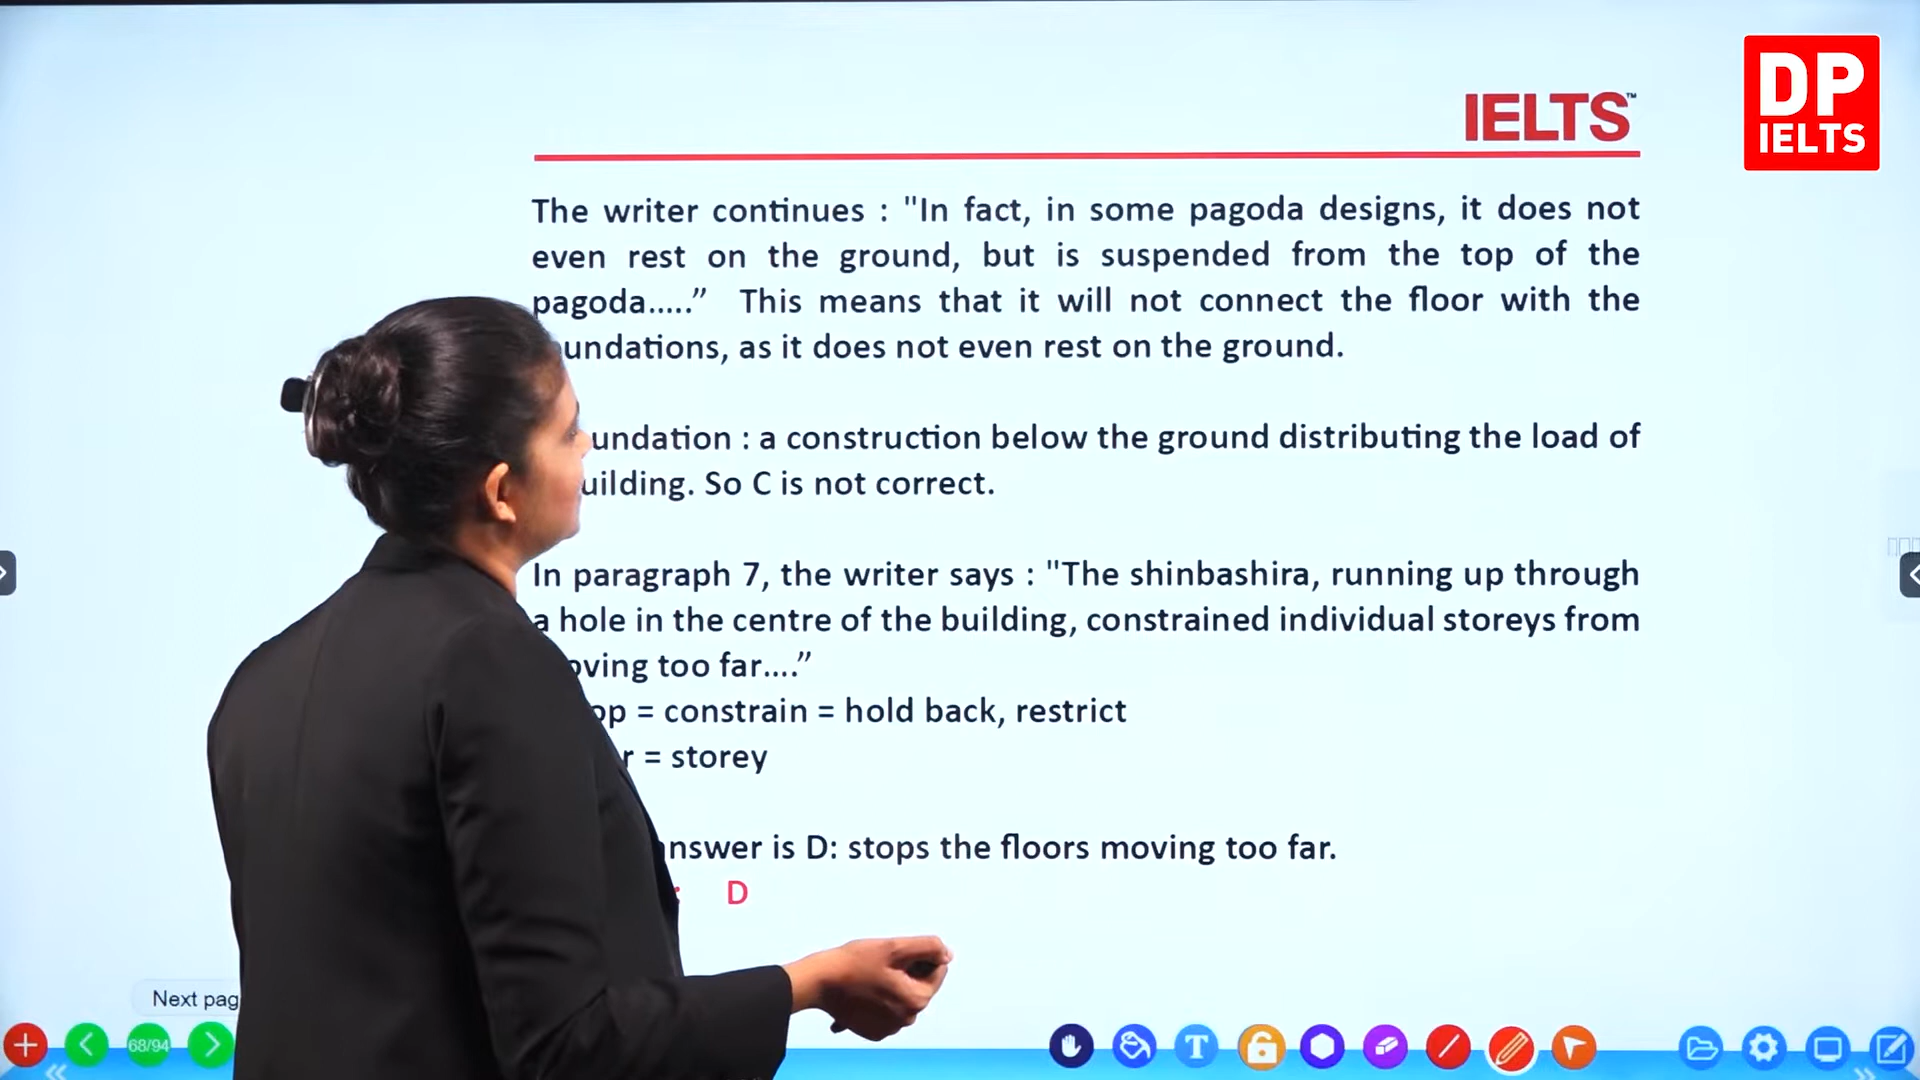 DP
IELTS
IELTS™
The writer continues : "In fact, in some pagoda designs, it does not
even rest on the ground, but is suspended from the top of the
pagoda.....” This means that it will not connect the floor with the
undations, as it does not even rest on the ground.
undation : a construction below the ground distributing the load of
uilding. So C is not correct.
In paragraph 7, the writer says : "The shinbashira, running up through
a hole in the centre of the building, constrained individual storeys from
oving too far....”
op = constrain = hold back, restrict
r = storey
nswer is D: stops the floors moving too far.
: D
Next pag
68/94
T